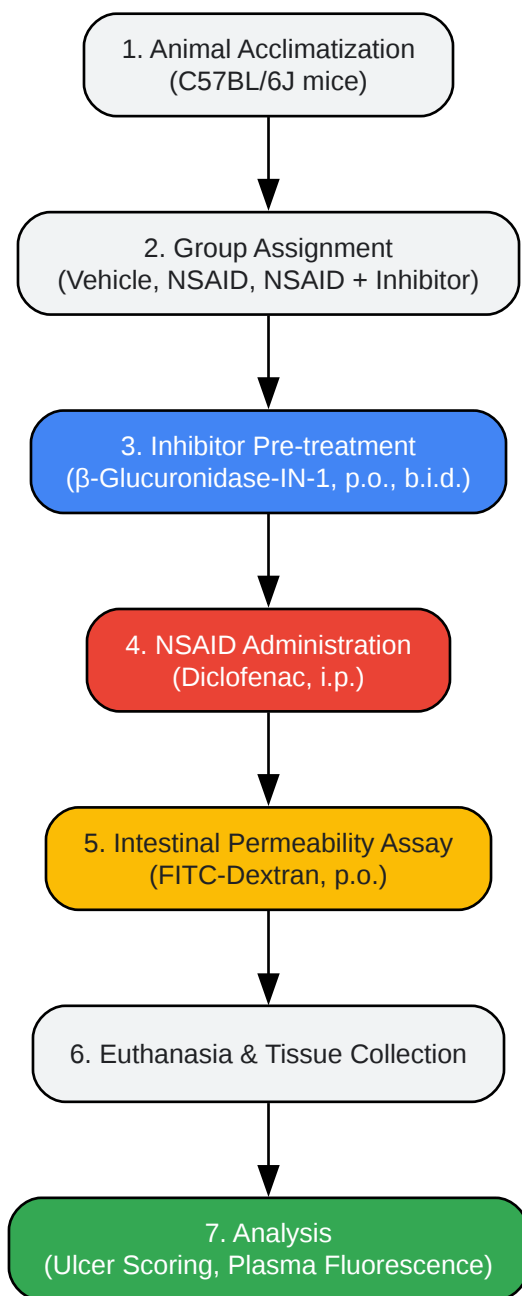 1. Animal Acclimatization
(C57BL/6J mice)
2. Group Assignment
(Vehicle, NSAID, NSAID + Inhibitor)
3. Inhibitor Pre-treatment
(β-Glucuronidase-IN-1, p.o., b.i.d.)
4. NSAID Administration
(Diclofenac, i.p.)
5. Intestinal Permeability Assay
(FITC-Dextran, p.o.)
6. Euthanasia & Tissue Collection
7. Analysis
(Ulcer Scoring, Plasma Fluorescence)